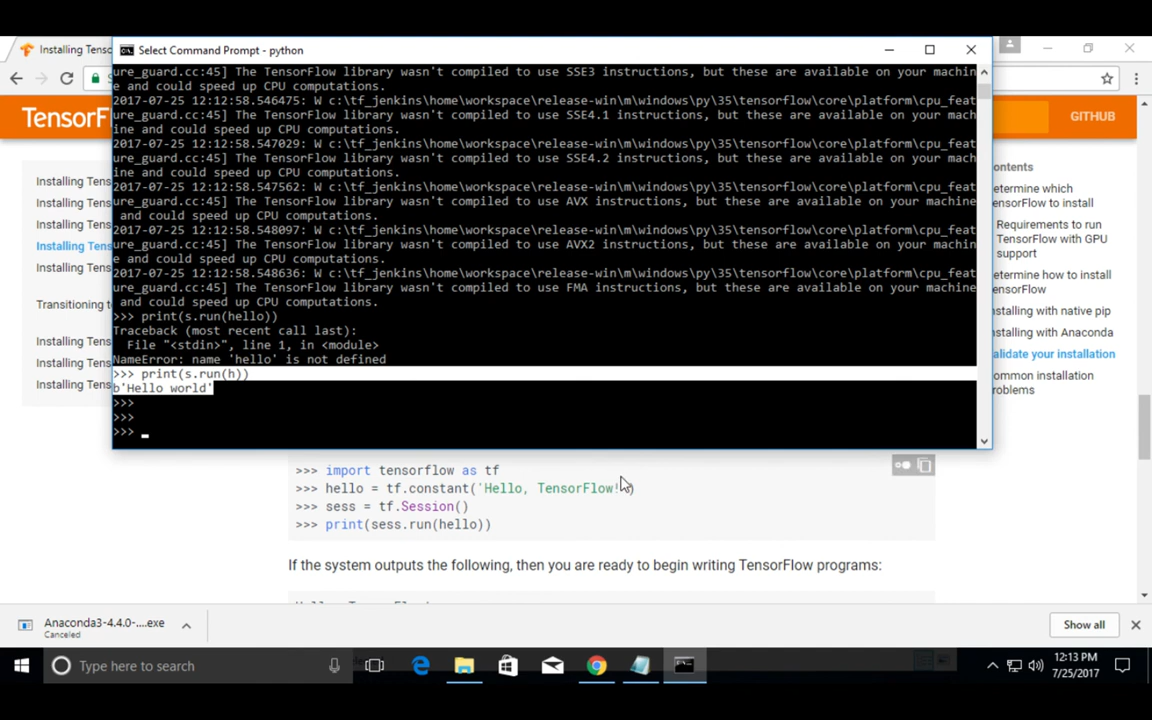 Installing Tenso
Select Command Prompt - python
ure_guard.cc:45] The TensorFlow library wasn't compiled to use SSE3 instructions, but these are available on your machin
e and could speed up CPU computations.
2017-07-25 12:12:58.546475: W c:\tf_jenkins\home\workspace\release-win\m\windows\py\35\tensorflow\core\platform\cpu_feat
ure_guard.cc:45] The TensorFlow library wasn't compiled to use SSE4.1 instructions, but these are available on your mach
ine and could speed up CPU computations.
2017-07-25 12:12:58.547029: W c:\tf_jenkins\home\workspace\release-win\m\windows\py\35\tensorflow\core\platform\cpu_feat
ure_guard.cc:45] The TensorFlow library wasn't compiled to use SSE4.2 instructions, but these are available on your mach
ine and could speed up CPU computations.
2017-07-25 12:12:58.547562: W c:\tf_jenkins\home\workspace\release-win\m\windows\py\35\tensorflow\core\platform\cpu_feat
ure_guard.cc:45] The TensorFlow library wasn't compiled to use AVX instructions, but these are available on your machine
and could speed up CPU computations.
2017-07-25 12:12:58.548097: W c:\tf_jenkins\home\workspace\release-win\m\windows\py\35\tensorflow\core\platform\cpu_feat
ure_guard.cc:45] The TensorFlow library wasn't compiled to use AVX2 instructions, but these are available on your machin
e and could speed up CPU computations.
2017-07-25 12:12:58.548636: W c:\tf_jenkins\home\workspace\release-win\m\windows\py\35\tensorflow\core\platform\cpu_feat
ure_guard.cc:45] The TensorFlow library wasn't compiled to use FMA instructions, but these are available on your machine
and could speed up CPU computations.
>>> print(s.run(hello))
Traceback (most recent call last):
File "<stdin>", line 1, in <module>
NameError: name 'hello' is not defined
>>> print(s.run(h))
b'Hello world'
>>>
>>>
>>>
TensorFl
GITHUB
Installing Tens
Installing Tens
Installing Tens
Installing Tens
Installing Tens
Transitioning to
Installing Tens
Installing Tens
Installing Tens
ontents
etermine which
ensorFlow to install
Requirements to run
TensorFlow with GPU
support
etermine how to install
ensorFlow
nstalling with native pip
nstalling with Anaconda
alidate your installation
ommon installation
roblems
>>> import tensorflow as tf
>>> hello = tf.constant('Hello, TensorFlow!')
>>> sess = tf.Session()
>>> print(sess.run(hello))
If the system outputs the following, then you are ready to begin writing TensorFlow programs:
Anaconda3-4.4.0-....exe
Canceled
Show all
Type here to search
12:13 PM
7/25/2017